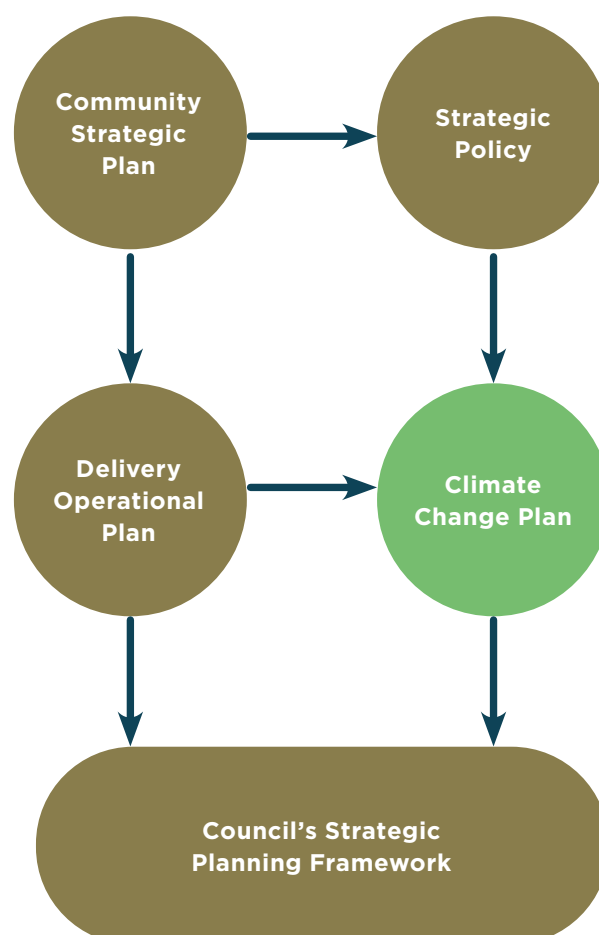 Community
Strategic
Plan
Strategic
Policy
Delivery
Operational
Plan
Climate
Change Plan
Council’s Strategic
Planning Framework